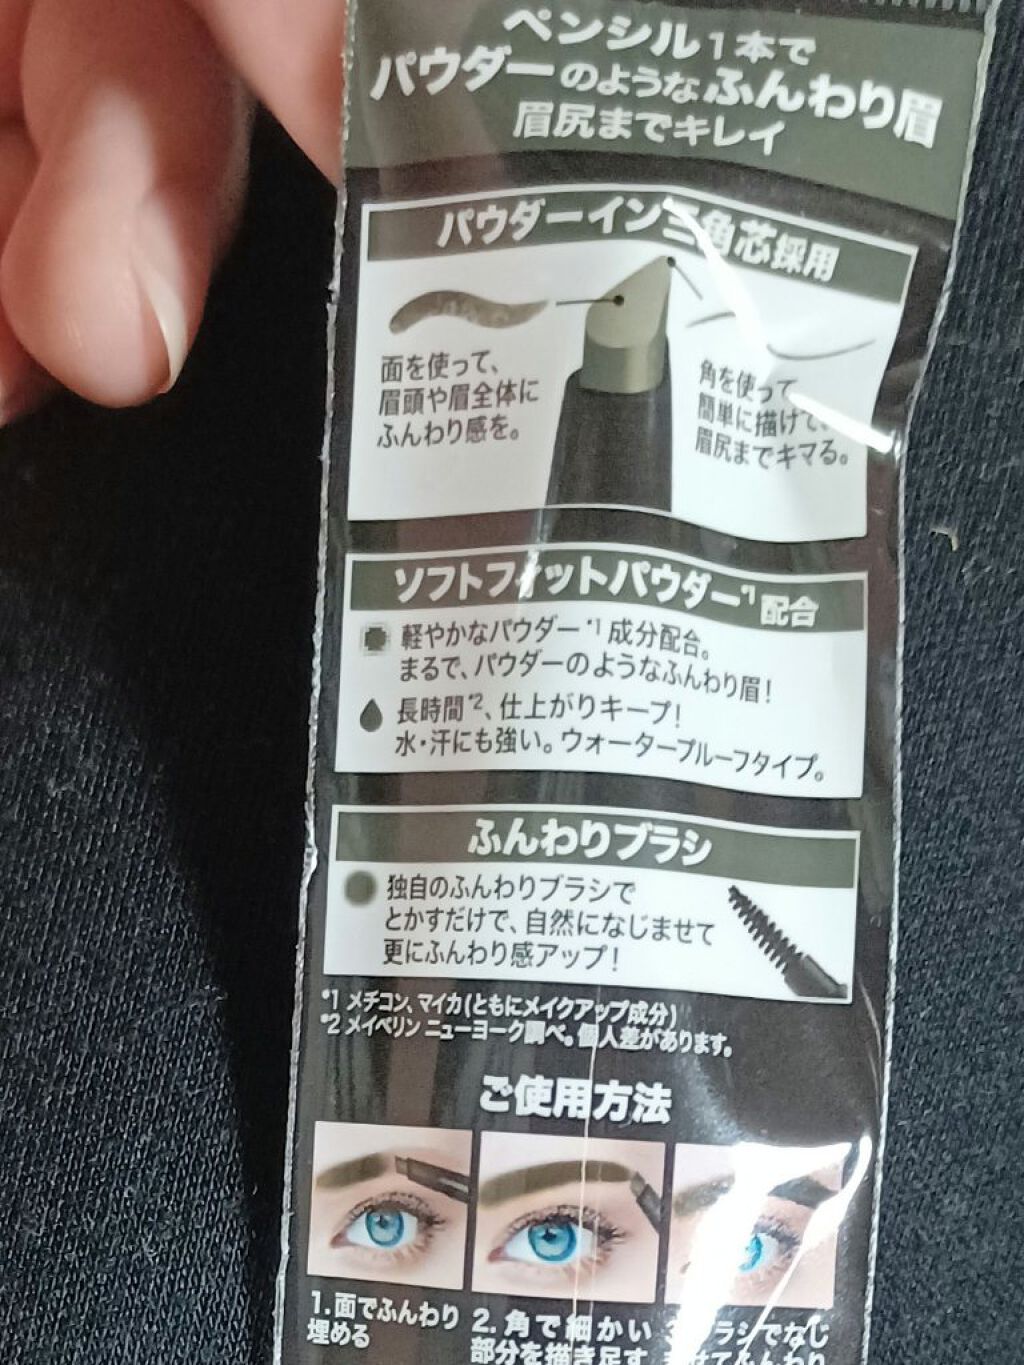 ペンシル1本で
パウダーのようなふんわり眉
眉尻までキレイ
パウダーイン三角芯採用
面を使って、
眉頭や眉全体に
ふんわり感を。
角を使って
簡単に描けて、
眉尻までキマる。
ソフトフィットパウダー*1配合
軽やかなパウダー*1成分配合。
まるで、パウダーのようなふんわり眉!
長時間*2、仕上がりキープ!
水・汗にも強い。ウォータープルーフタイプ。
ふんわりブラシ
独自のふんわりブラシで
とかすだけで、自然になじませて
更にふんわり感アップ!
*1 メチコン、マイカ(ともにメイクアップ成分)
*2 メイベリン ニューヨーク調べ。個人差があります。
ご使用方法
1.面でふんわり
埋める
2.角で細かい
部分を描き足す
ラシでなじ
せてふんわり